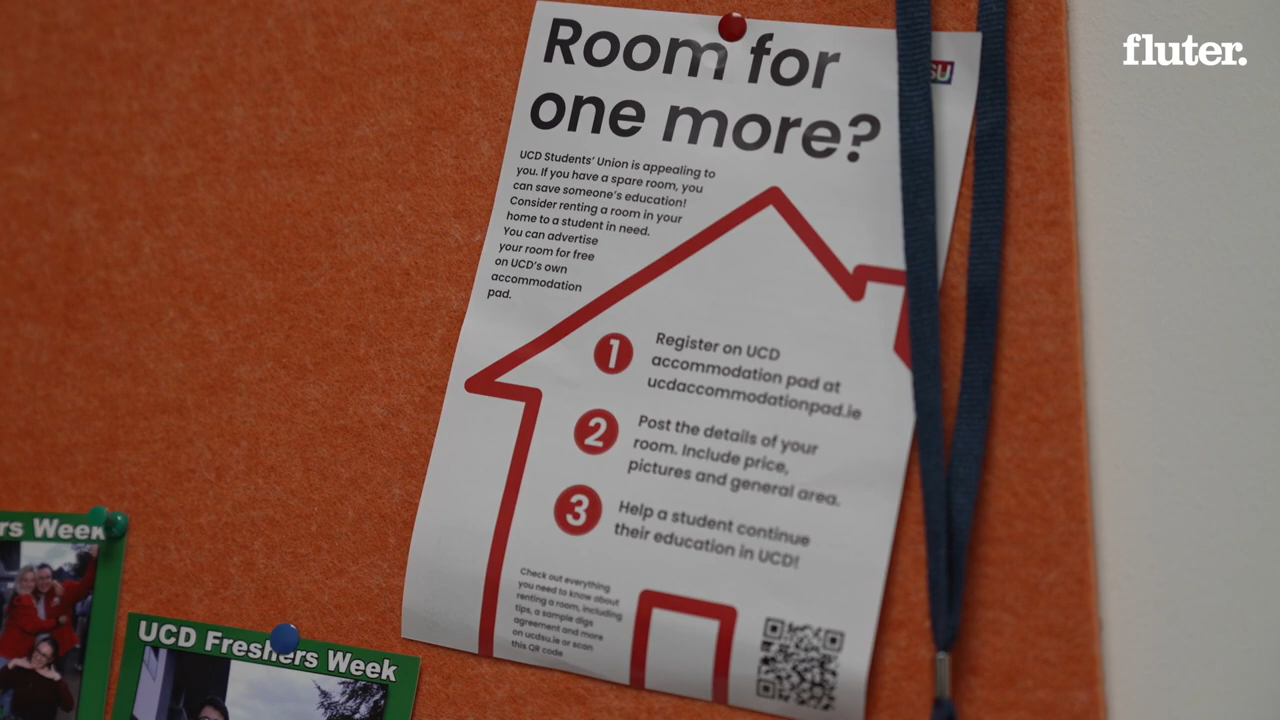 fluter.
Room for
one more?
SU
UCD Students' Union is appealing to
you. If you have a spare room, you
can save someone's education!
Consider renting a room in your
home to a student in need.
You can advertise
your room for free
on UCD's own
accommodation
pad.
1 Register on UCD
accommodation pad at
ucdaccommodationpad.ie
2 Post the details of your
room. Include price,
pictures and general area.
3 Help a student continue
their education in UCD!
Check out everything
you need to know about
renting a room, including
tips, a sample digs
agreement and more
on ucdsu.ie or scan
this QR code
rs Week
UCD Freshers Week